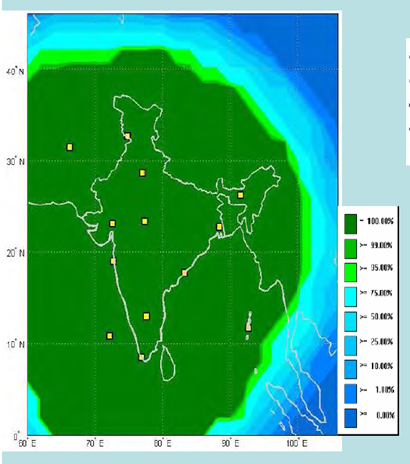 40°N
30°N
20°N
10°N
0°
60°E 70°E 80°E 90°E 100°E
= 100.00%
>= 99.00%
>= 95.00%
>= 75.00%
>= 50.00%
>= 25.00%
>= 10.00%
>= 1.00%
>= 0.00%